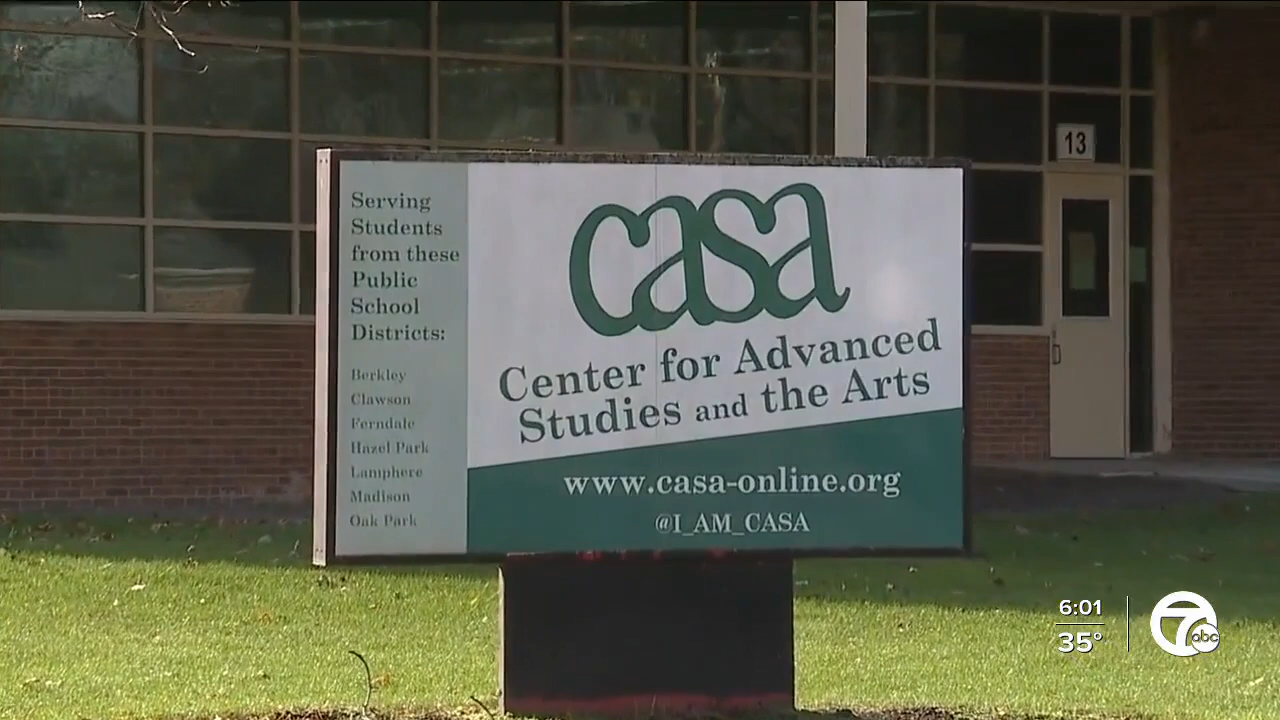 Serving
Students
from these
Public
School
Districts:
Berkley
Clawson
Ferndale
Hazel Park
Lamphere
Madison
Oak Park
casa
Center for Advanced
Studies and the Arts
www.casa-online.org
@I_AM_CASA
13
6:01
35°
7 abc